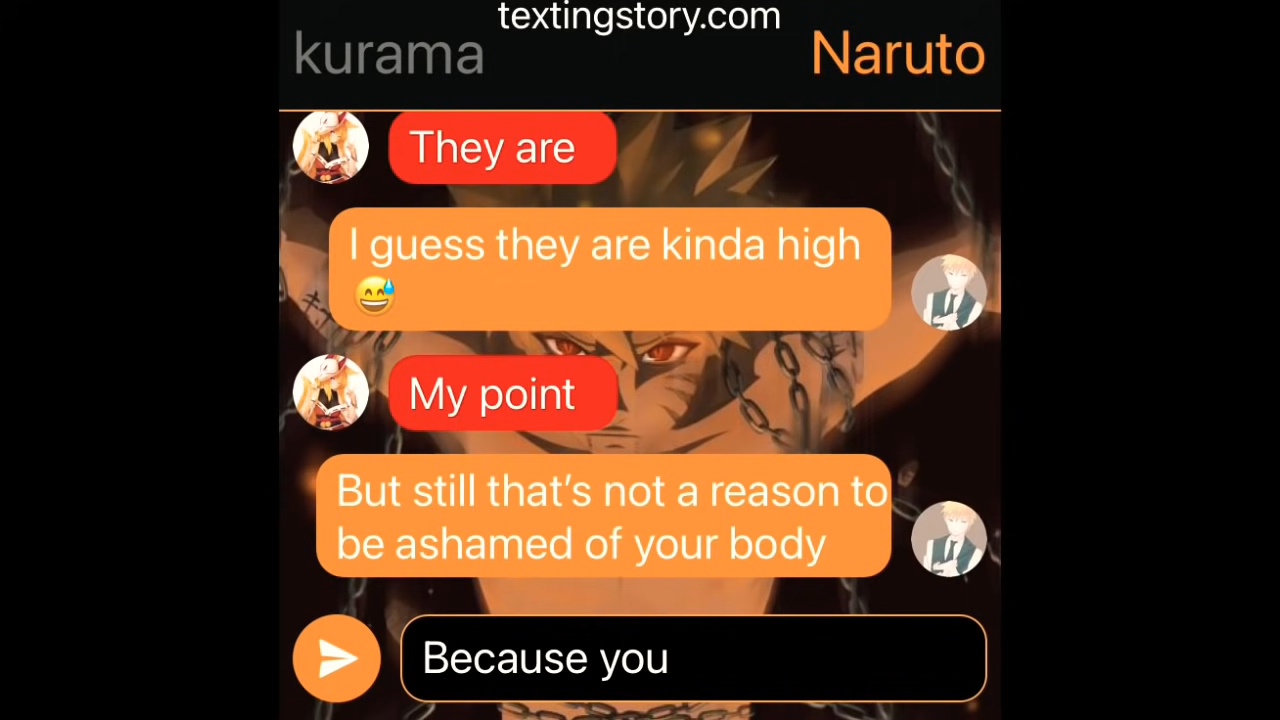 textingstory.com
kurama
Naruto
They are
I guess they are kinda high
😅
My point
But still that’s not a reason to
be ashamed of your body
Because you